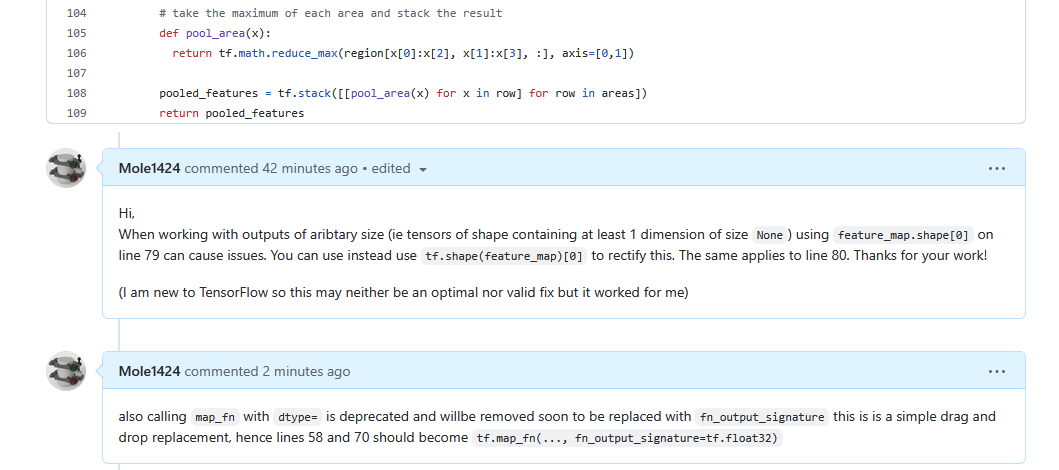 104 # take the maximum of each area and stack the result
105 def pool_area(x):
106 return tf.math.reduce_max(region[x[0]:x[2], x[1]:x[3], :], axis=[0,1])
107
108 pooled_features = tf.stack([[pool_area(x) for x in row] for row in areas])
109 return pooled_features
Mole1424 commented 42 minutes ago • edited
Hi,
When working with outputs of aribtary size (ie tensors of shape containing at least 1 dimension of size None ) using feature_map.shape[0] on
line 79 can cause issues. You can use instead use tf.shape(feature_map)[0] to rectify this. The same applies to line 80. Thanks for your work!
(I am new to TensorFlow so this may neither be an optimal nor valid fix but it worked for me)
Mole1424 commented 2 minutes ago
also calling map_fn with dtype= is deprecated and willbe removed soon to be replaced with fn_output_signature this is is a simple drag and
drop replacement, hence lines 58 and 70 should become tf.map_fn(..., fn_output_signature=tf.float32)